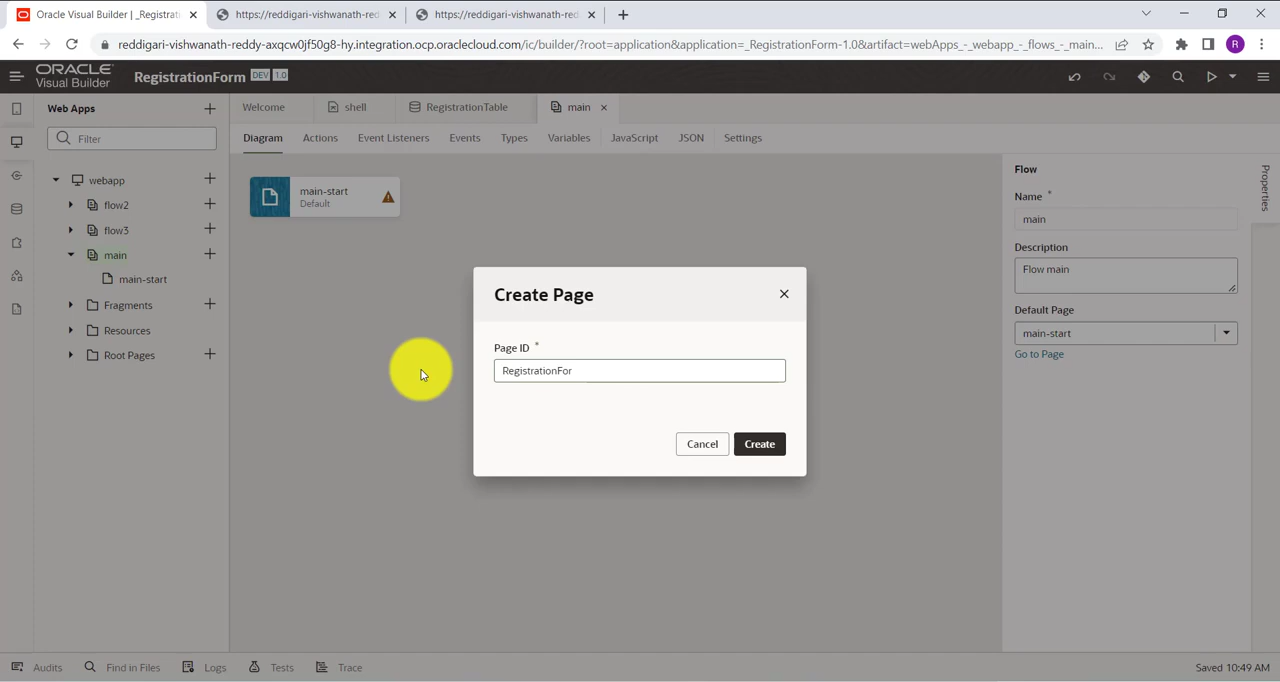 Oracle Visual Builder | _Registrati
https://reddigari-vishwanath-red
https://reddigari-vishwanath-red
reddigari-vishwanath-reddy-axqcw0jf50g8-hy.integration.ocp.oraclecloud.com/ic/builder/?root=application&application=_RegistrationForm-1.0&artifact=webApps_-_webapp_-_flows_-_main...
R
ORACLE
Visual Builder
RegistrationForm
DEV 1.0
Web Apps
Welcome
shell
RegistrationTable
main
Filter
Diagram
Actions
Event Listeners
Events
Types
Variables
JavaScript
JSON
Settings
webapp
flow2
flow3
main
main-start
Fragments
Resources
Root Pages
main-start
Default
Create Page
Page ID *
RegistrationFor
Cancel
Create
Flow
Name *
main
Description
Flow main
Default Page
main-start
Go to Page
Properties
Audits
Find in Files
Logs
Tests
Trace
Saved 10:49 AM